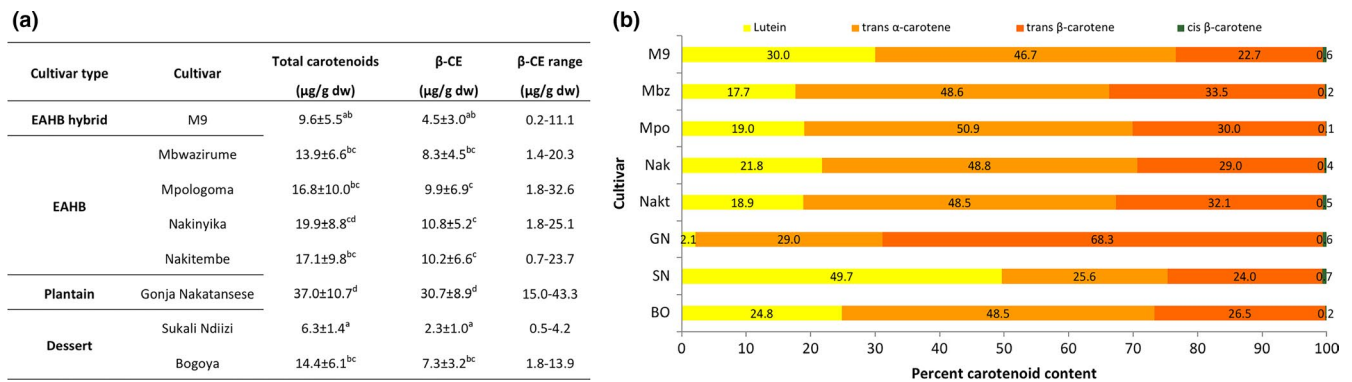 (a)
Cultivar type Cultivar Total carotenoids (μg/g dw) β-CE (μg/g dw) β-CE range (μg/g dw)
EAHB hybrid M9 9.6±5.5ab 4.5±3.0ab 0.2-11.1
EAHB
Mbwazirume 13.9±6.6bc 8.3±4.5bc 1.4-20.3
Mpologoma 16.8±10.0bc 9.9±6.9c 1.8-32.6
Nakinyika 19.9±8.8cd 10.8±5.2c 1.8-25.1
Nakitembe 17.1±9.8bc 10.2±6.6c 0.7-23.7
Plantain Gonja Nakatansese 37.0±10.7d 30.7±8.9d 15.0-43.3
Dessert
Sukali Ndiizi 6.3±1.4a 2.3±1.0a 0.5-4.2
Bogoya 14.4±6.1bc 7.3±3.2bc 1.8-13.9
(b)
Lutein trans α-carotene trans β-carotene cis β-carotene
Cultivar
M9 30.0 46.7 22.7 0.6
Mbz 17.7 48.6 33.5 0.2
Mpo 19.0 50.9 30.0 0.1
Nak 21.8 48.8 29.0 0.4
Nakt 18.9 48.5 32.1 0.5
GN 2.1 29.0 68.3 0.6
SN 49.7 25.6 24.0 0.7
BO 24.8 48.5 26.5 0.2
0 10 20 30 40 50 60 70 80 90 100
Percent carotenoid content